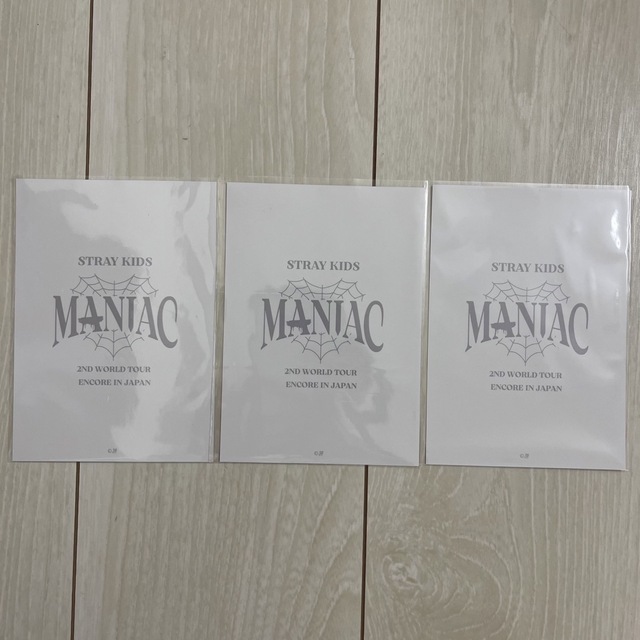 STRAY KIDS
MANIAC
2ND WORLD TOUR
ENCORE IN JAPAN
STRAY KIDS
MANIAC
2ND WORLD TOUR
ENCORE IN JAPAN
STRAY KIDS
MANIAC
2ND WORLD TOUR
ENCORE IN JAPAN